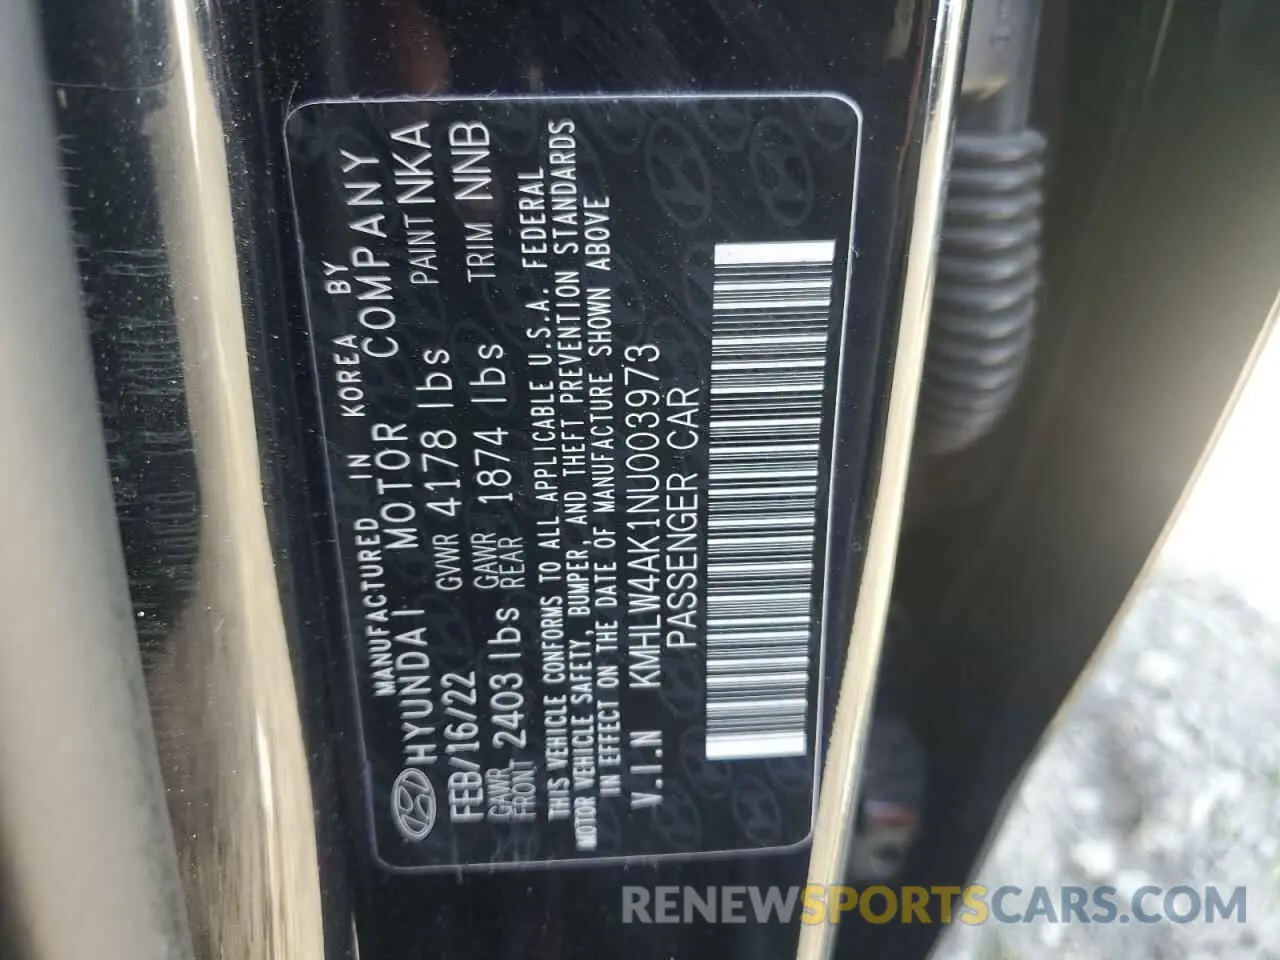 MANUFACTURED IN KOREA BY
HYUNDAI MOTOR COMPANY
FEB/16/22 GVWR 4178 lbs PAINT NKA
GAWR FRONT 2403lbs GAWR REAR 1874 lbs TRIM NNB
THIS VEHICLE CONFORMS TO ALL APPLICABLE U.S.A. FEDERAL
MOTOR VEHICLE SAFETY, BUMPER, AND THEFT PREVENTION STANDARDS
IN EFFECT ON THE DATE OF MANUFACTURE SHOWN ABOVE
V.I.N KMHLW4AK1NU003973
PASSENGER CAR
RENEWSPORTSCARS.COM